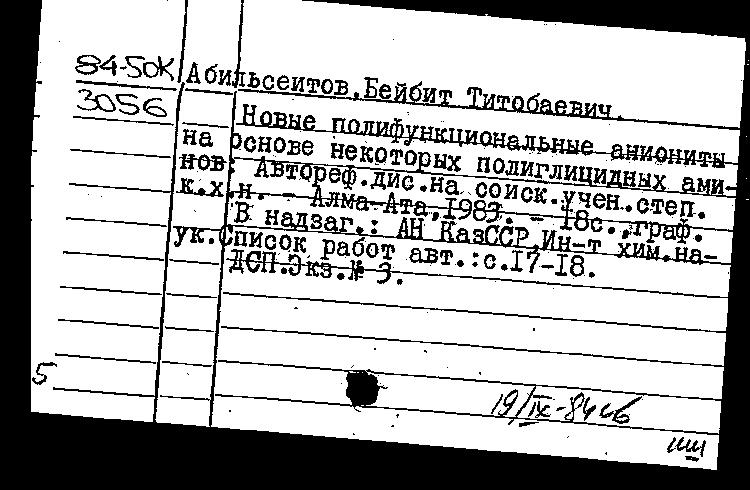 84-5ОК
3056
Абильсеитов,Бейбит Титобаевич.
Новые полифункциональные аниониты
на основе некоторых полиглицидных ами-
нов: Автореф.дис.на соиск.учен.степ.
к.х.н. - Алма-Ата,1983. - 18с.,граф.
В надзаг.: АН КазССР,Ин-т хим.на-
ук.Список работ авт.:с.17-18.
ДСП.Экз.№ 3.
5
19/IX-84